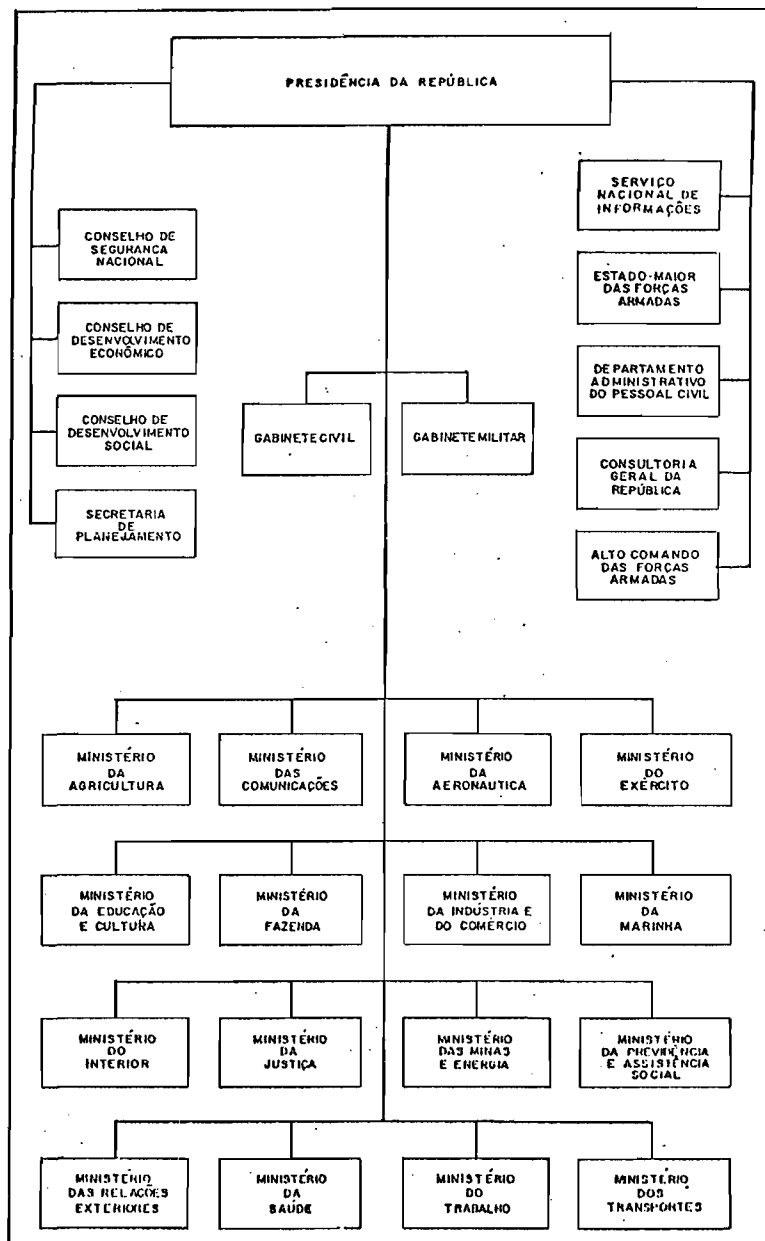 PRESIDÊNCIA DA REPÚBLICA
CONSELHO DE
SEGURANCA
NACIONAL
CONSELHO DE
DESENVOLVIMENTO
ECONÔMICO
CONSELHO DE
DESENVOLVIMENTO
SOCIAL
SECRETARIA
DE
PLANEJAMENTO
GABINETE CIVIL
GABINETE MILITAR
SERVIÇO
NACIONAL DE
INFORMAÇÕES
ESTADO-MAIOR
DAS FORÇAS
ARMADAS
DEPARTAMENTO
ADMINISTRATIVO
DO PESSOAL CIVIL
CONSULTORIA
GERAL DA
REPÚBLICA
ALTO COMANDO
DAS FORÇAS
ARMADAS
MINISTÉRIO
DA
AGRICULTURA
MINISTÉRIO
DAS
COMUNICAÇÕES
MINISTÉRIO
DA
AERONAUTICA
MINISTÉRIO
DO
EXÉRCITO
MINISTÉRIO
DA EDUCAÇÃO
E CULTURA
MINISTÉRIO
DA
FAZENDA
MINISTÉRIO
DA INDÚSTRIA E
DO COMÉRCIO
MINISTÉRIO
DA
MARINHA
MINISTÉRIO
DO
INTERIOR
MINISTÉRIO
DA
JUSTIÇA
MINISTÉRIO
DAS MINAS
E ENERGIA
MINISTÉRIO
DA PREVIDÊNCIA
E ASSISTÊNCIA
SOCIAL
MINISTÉRIO
DAS RELAÇÕES
EXTERIORES
MINISTÉRIO
DA
SAÚDE
MINISTÉRIO
DO
TRABALHO
MINISTÉRIO
DOS
TRANSPORTES